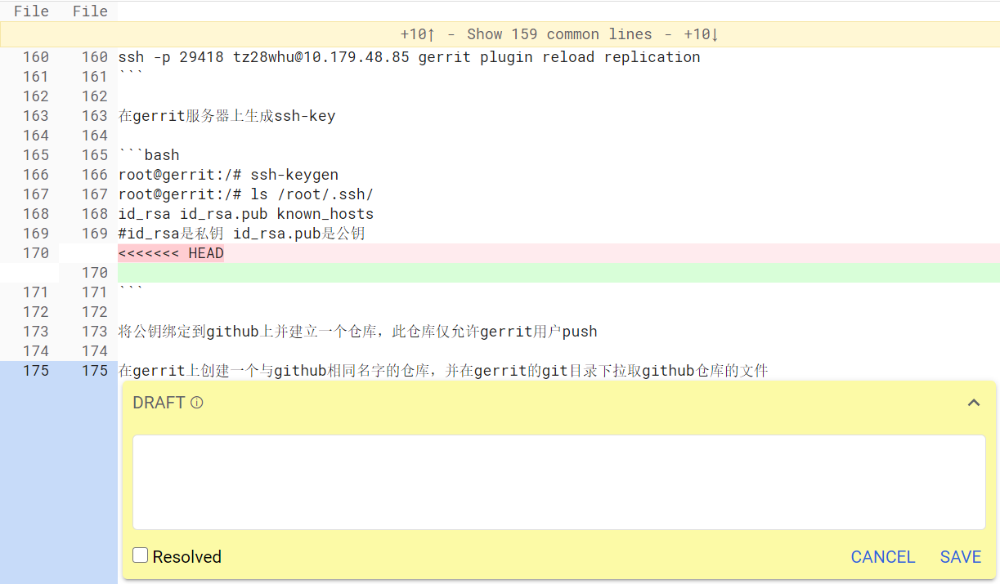 File File
+10↑ - Show 159 common lines - +10↓
160 160 ssh -p 29418 tz28whu@10.179.48.85 gerrit plugin reload replication
161 161 ```
162 162
163 163 在gerrit服务器上生成ssh-key
164 164
165 165 ```bash
166 166 root@gerrit:/# ssh-keygen
167 167 root@gerrit:/# ls /root/.ssh/
168 168 id_rsa id_rsa.pub known_hosts
169 169 #id_rsa是私钥 id_rsa.pub是公钥
170 <<<<<<< HEAD
170
171 171 ```
172 172
173 173 将公钥绑定到github上并建立一个仓库，此仓库仅允许gerrit用户push
174 174
175 175 在gerrit上创建一个与github相同名字的仓库，并在gerrit的git目录下拉取github仓库的文件
DRAFT
Resolved CANCEL SAVE